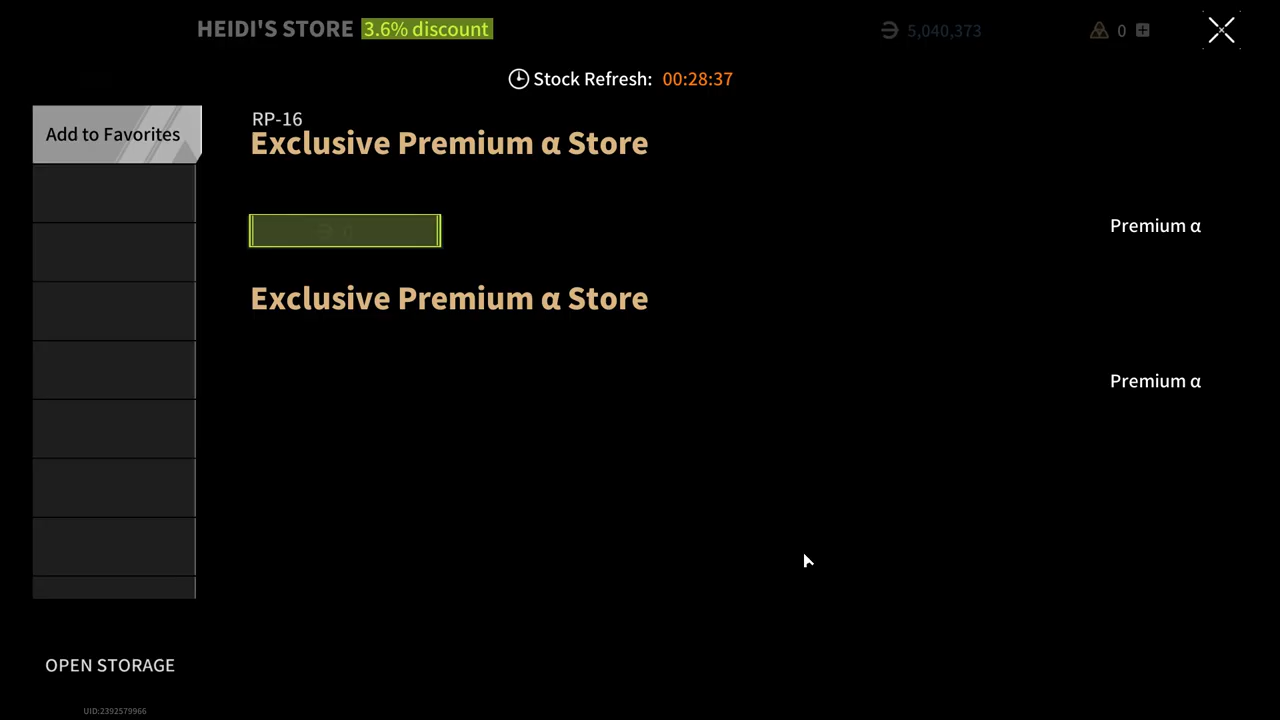 HEIDI'S STORE 3.6% discount 5,040,373 0
Stock Refresh: 00:28:37
Add to Favorites
RP-16
Exclusive Premium α Store
0
Premium α
Exclusive Premium α Store
Premium α
OPEN STORAGE
UID:2392579966